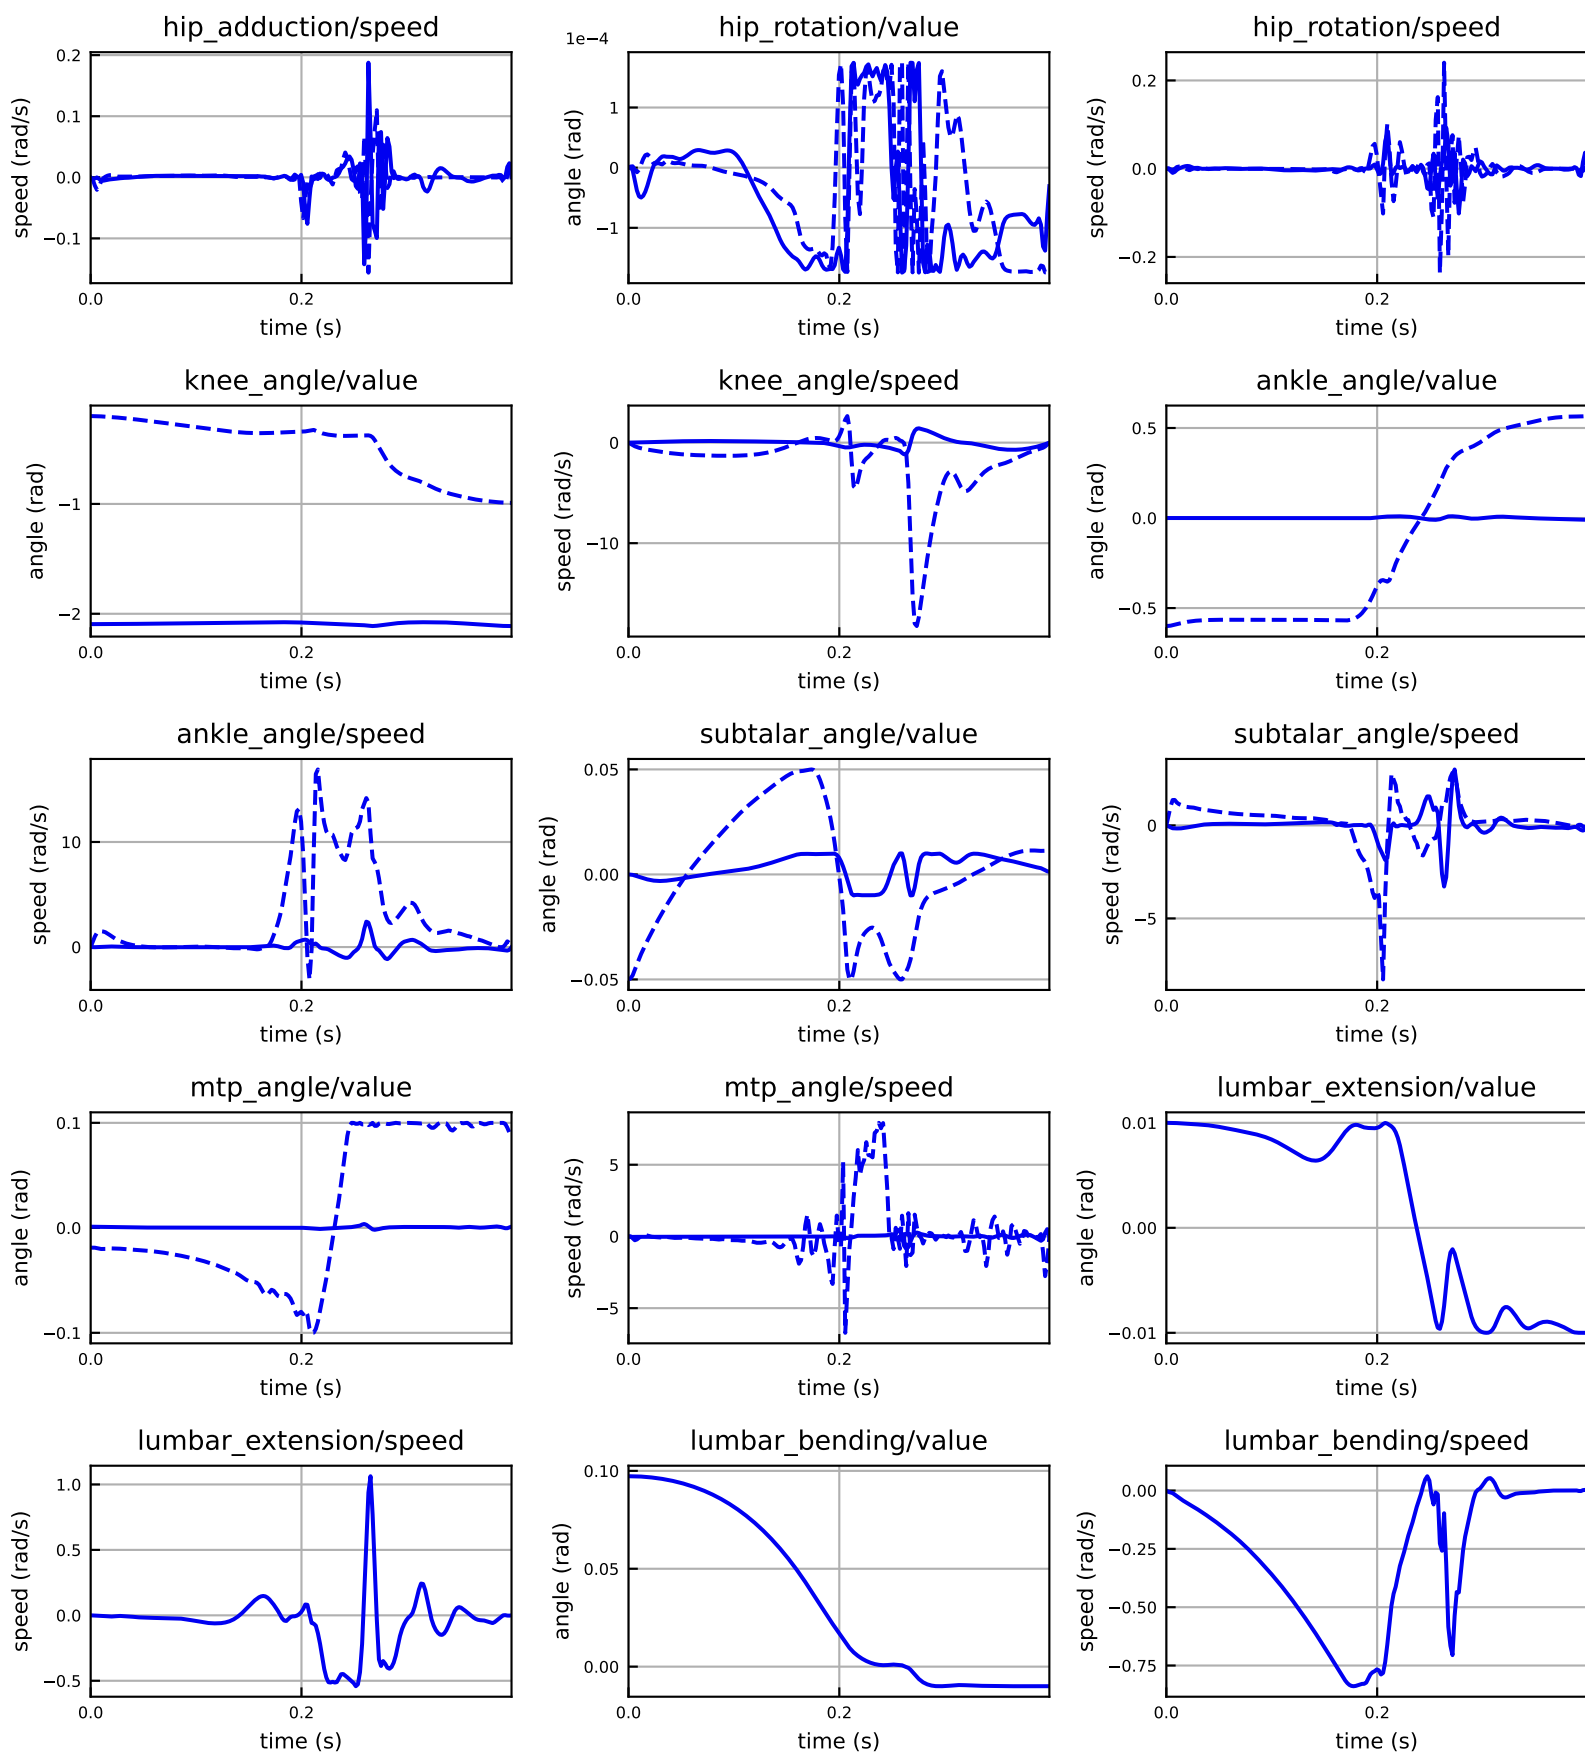 hip_adduction/speed
speed (rad/s)
0.2
0.1
0.0
−0.1
0.0
0.2
time (s)
hip_rotation/value
1e−4
angle (rad)
1
0
−1
0.0
0.2
time (s)
hip_rotation/speed
speed (rad/s)
0.2
0.0
−0.2
0.0
0.2
time (s)
knee_angle/value
angle (rad)
−1
−2
0.0
0.2
time (s)
knee_angle/speed
speed (rad/s)
0
−10
0.0
0.2
time (s)
ankle_angle/value
angle (rad)
0.5
0.0
−0.5
0.0
0.2
time (s)
ankle_angle/speed
speed (rad/s)
10
0
0.0
0.2
time (s)
subtalar_angle/value
angle (rad)
0.05
0.00
−0.05
0.0
0.2
time (s)
subtalar_angle/speed
speed (rad/s)
0
−5
0.0
0.2
time (s)
mtp_angle/value
angle (rad)
0.1
0.0
−0.1
0.0
0.2
time (s)
mtp_angle/speed
speed (rad/s)
5
0
−5
0.0
0.2
time (s)
lumbar_extension/value
angle (rad)
0.01
0.00
−0.01
0.0
0.2
time (s)
lumbar_extension/speed
speed (rad/s)
1.0
0.5
0.0
−0.5
0.0
0.2
time (s)
lumbar_bending/value
angle (rad)
0.10
0.05
0.00
0.0
0.2
time (s)
lumbar_bending/speed
speed (rad/s)
0.00
−0.25
−0.50
−0.75
0.0
0.2
time (s)